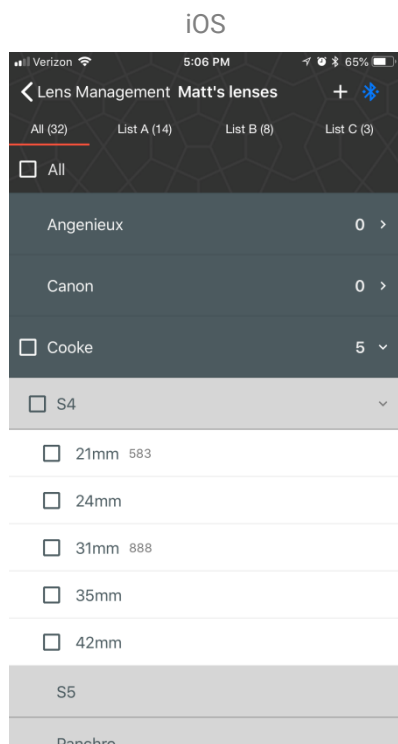 iOS
Verizon 5:06 PM 65%
Lens Management Matt's lenses +
All (32) List A (14) List B (8) List C (3)
All
Angenieux 0
Canon 0
Cooke 5
S4
21mm 583
24mm
31mm 888
35mm
42mm
S5
Panchro